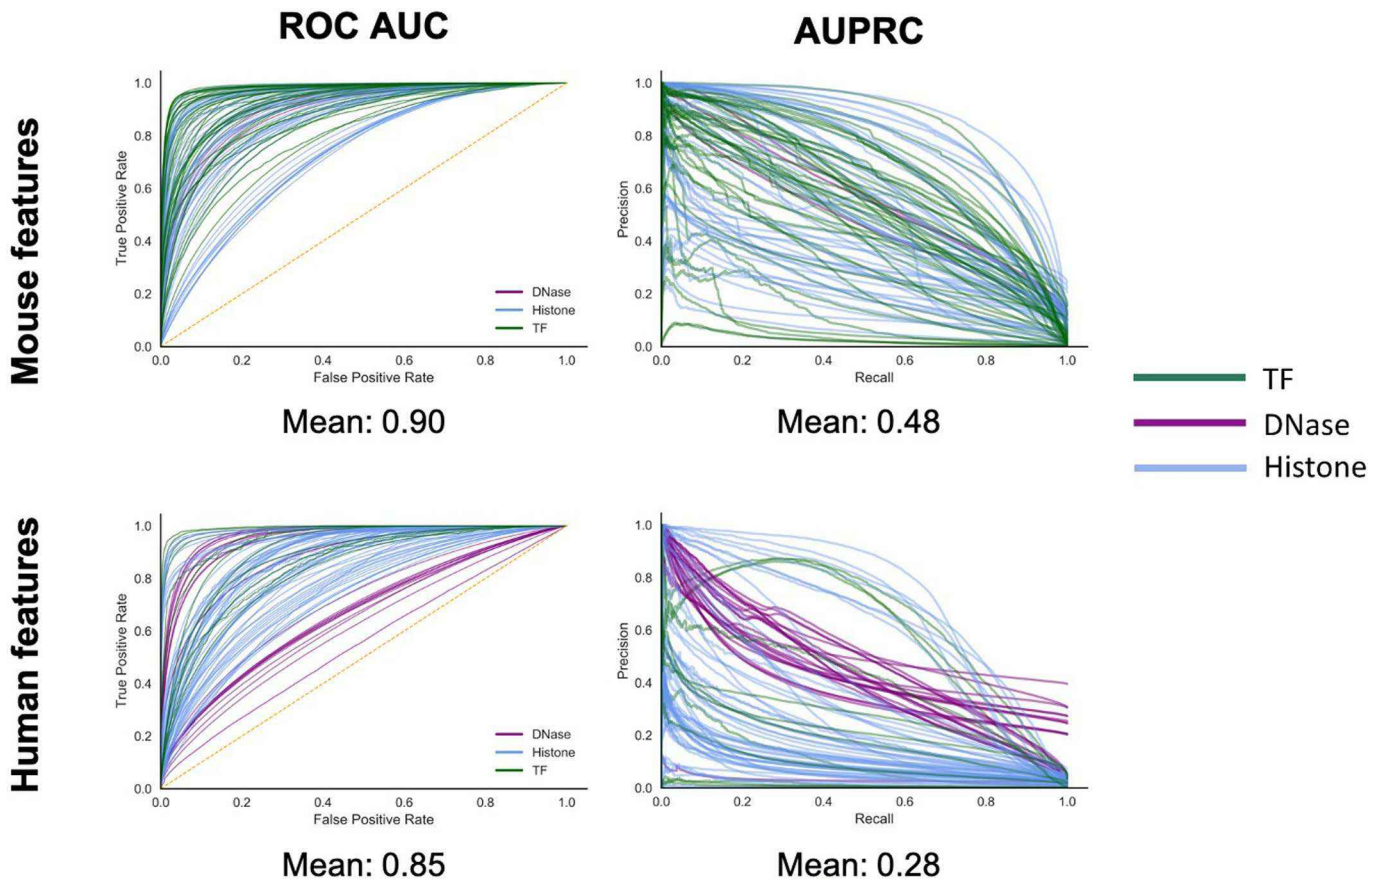 ROC AUC
AUPRC
Mouse features
1.0
0.8
0.6
0.4
0.2
0.0
True Positive Rate
DNase
Histone
TF
0.0 0.2 0.4 0.6 0.8 1.0
False Positive Rate
Mean: 0.90
1.0
0.8
0.6
0.4
0.2
0.0
Precision
0.0 0.2 0.4 0.6 0.8 1.0
Recall
Mean: 0.48
TF
DNase
Histone
Human features
1.0
0.8
0.6
0.4
0.2
0.0
True Positive Rate
DNase
Histone
TF
0.0 0.2 0.4 0.6 0.8 1.0
False Positive Rate
Mean: 0.85
1.0
0.8
0.6
0.4
0.2
0.0
Precision
0.0 0.2 0.4 0.6 0.8 1.0
Recall
Mean: 0.28